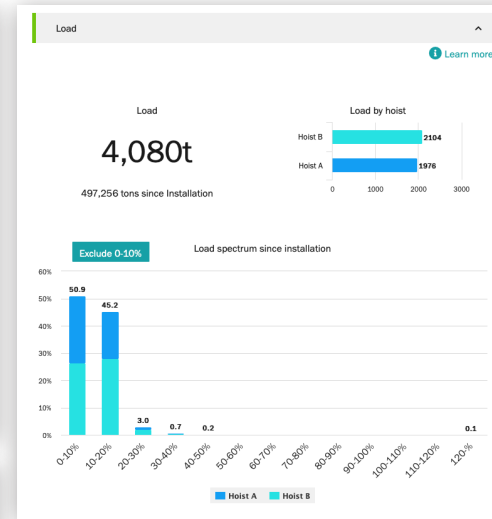 Load
Learn more
Load
4,080t
497,256 tons since Installation
Load by hoist
Hoist B
2104
Hoist A
1976
0 1000 2000 3000
Exclude 0-10%
Load spectrum since installation
60%
50%
40%
30%
20%
10%
0%
50.9 45.2 3.0 0.7 0.2 0.1
0-10% 10-20% 20-30% 30-40% 40-50% 50-60% 60-70% 70-80% 80-90% 90-100% 100-110% 110-120% 120-%
Hoist A Hoist B